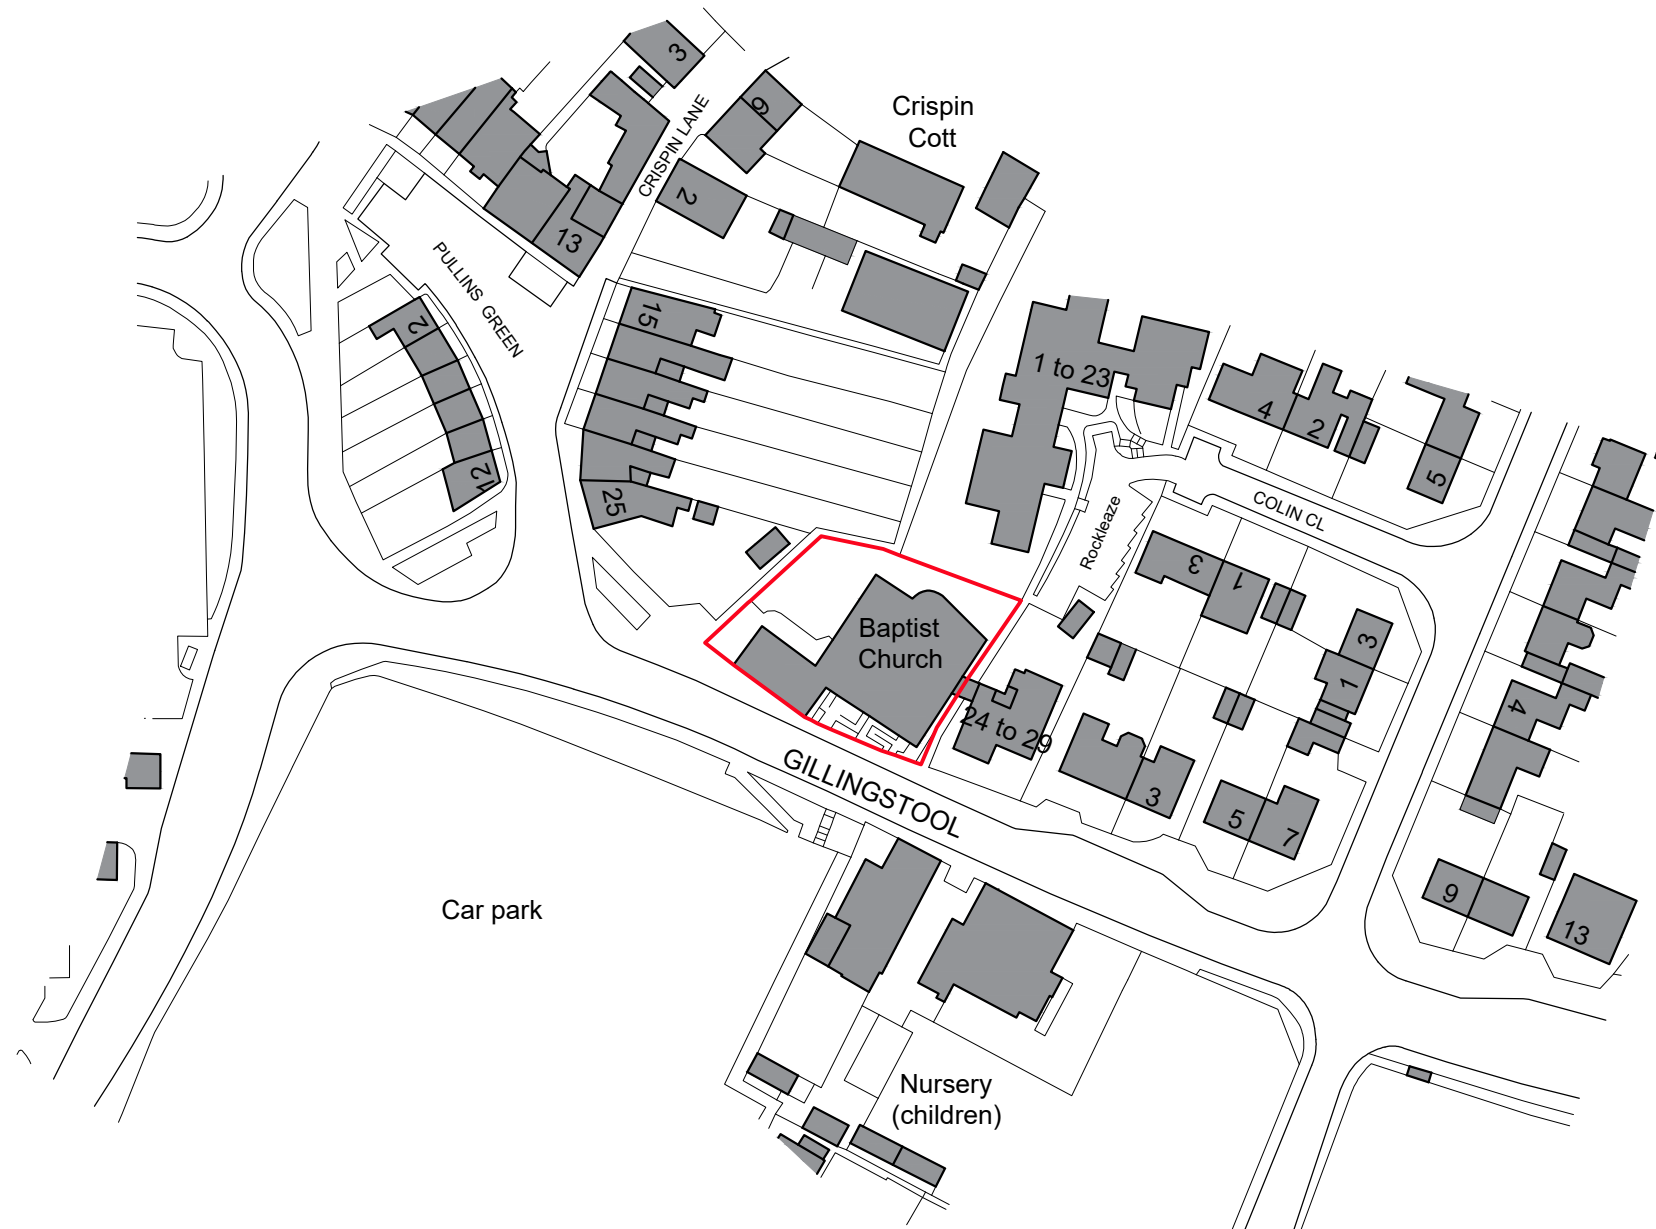 3
6
CRISPIN LANE
Crispin
Cott
2
13
PULLINS GREEN
2
15
1 to 23
4
2
5
12
25
COLIN CL
Rockleaze
3
1
3
1
Baptist
Church
24 to 29
4
GILLINGSTOOL
3
5
7
9
13
Car park
Nursery
(children)